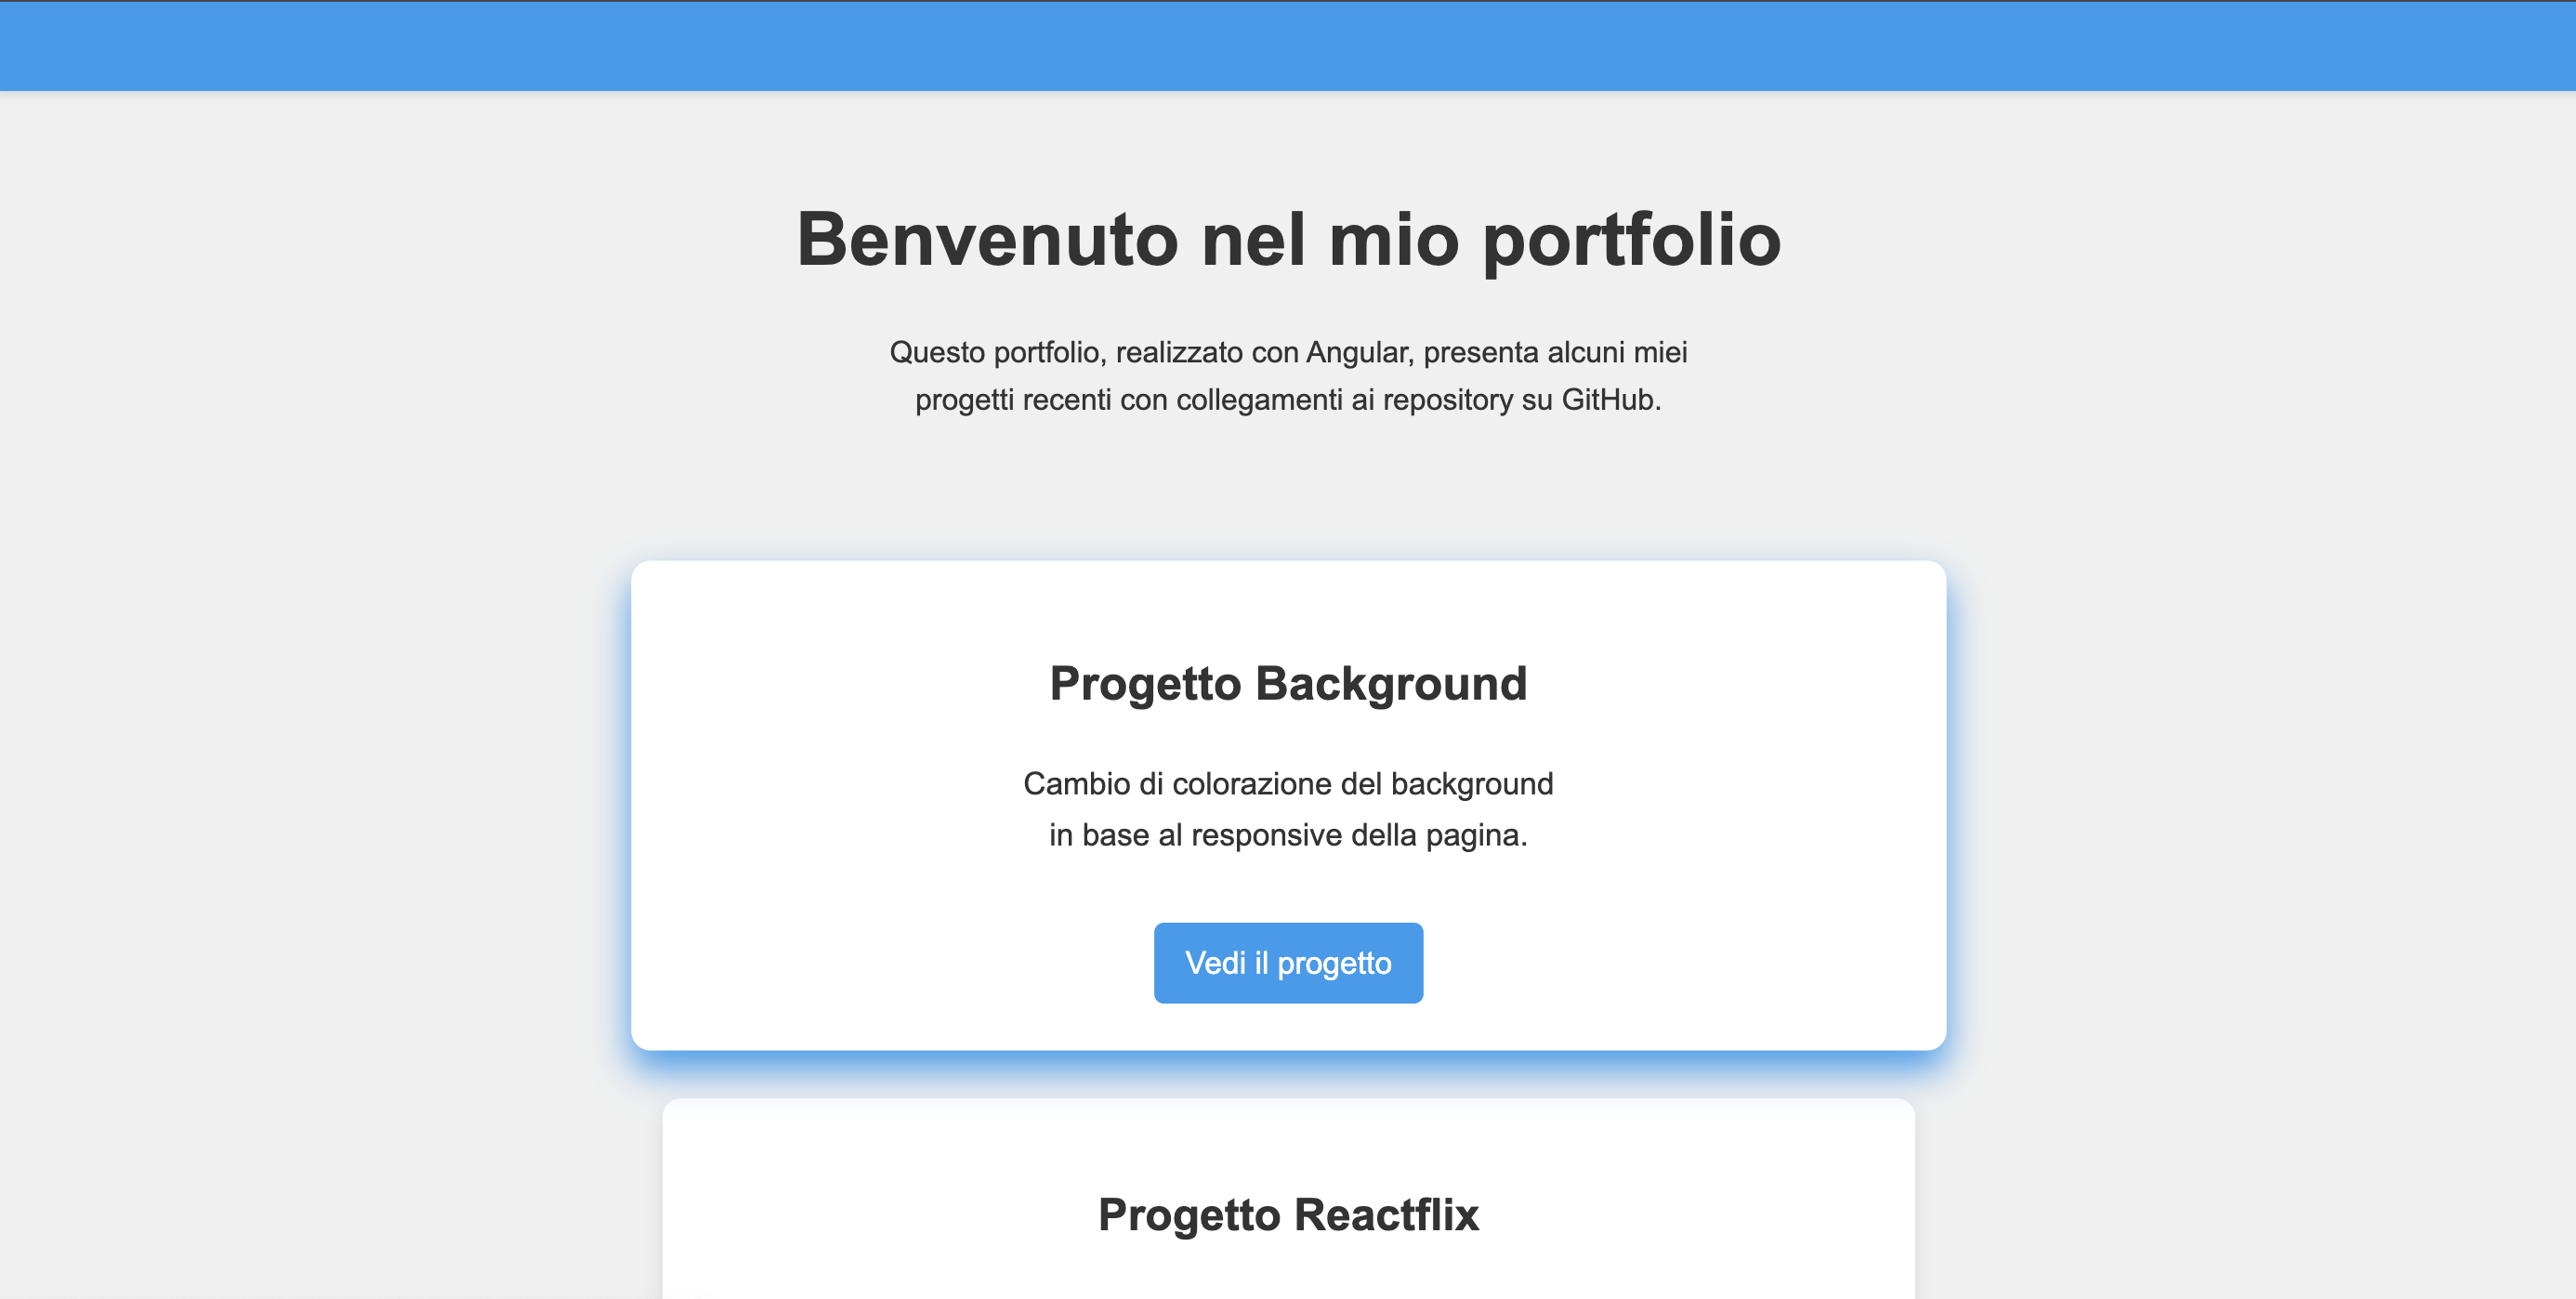 Benvenuto nel mio portfolio
Questo portfolio, realizzato con Angular, presenta alcuni miei
progetti recenti con collegamenti ai repository su GitHub.
Progetto Background
Cambio di colorazione del background
in base al responsive della pagina.
Vedi il progetto
Progetto Reactflix